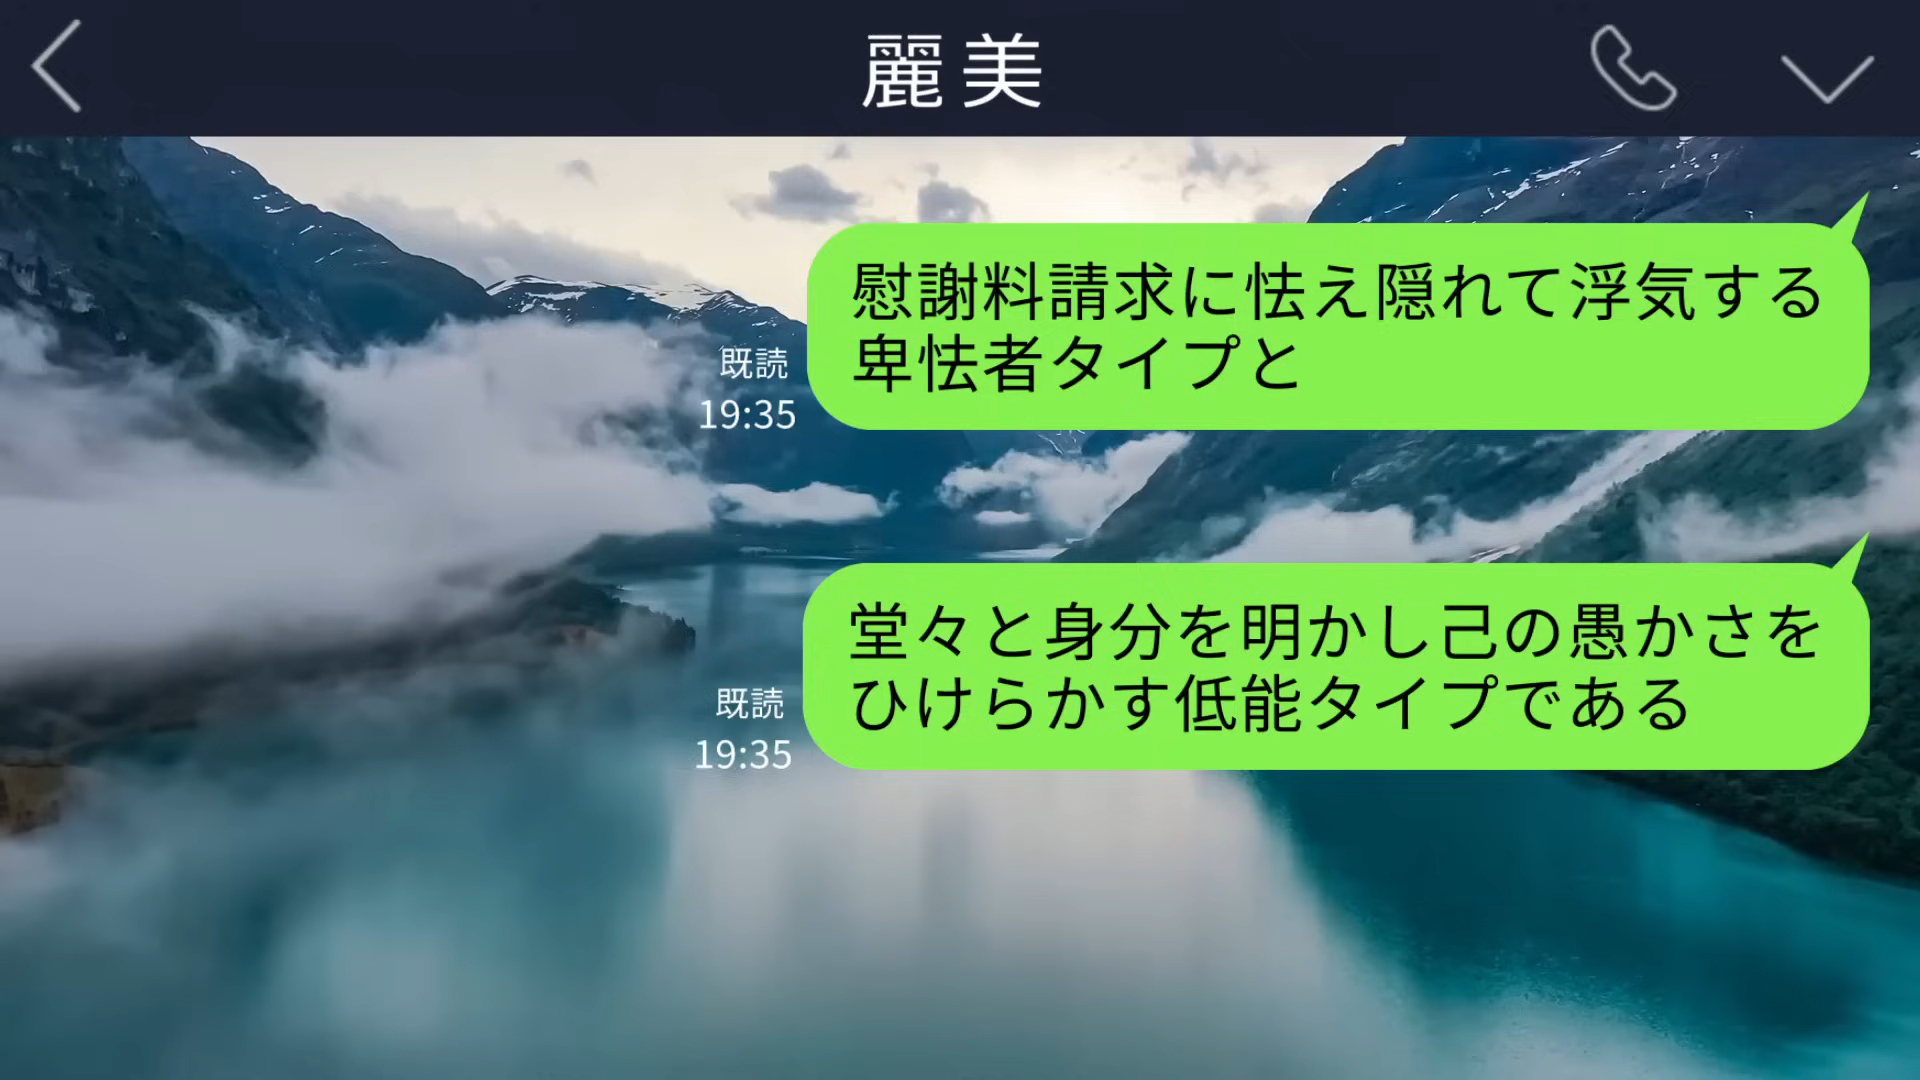 麗美
慰謝料請求に怯え隠れて浮気する
卑怯者タイプと
既読
19:35
堂々と身分を明かし己の愚かさを
ひけらかす低能タイプである
既読
19:35